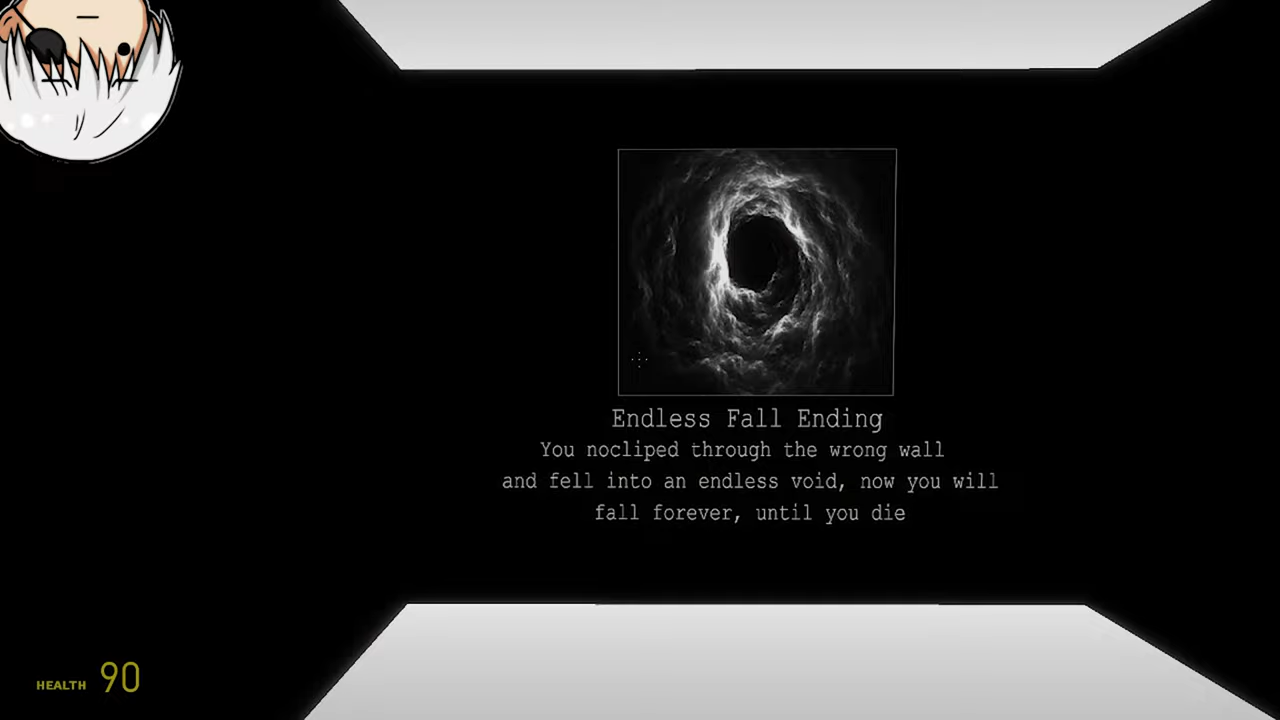 Endless Fall Ending
You nocliped through the wrong wall
and fell into an endless void, now you will
fall forever, until you die
HEALTH 90